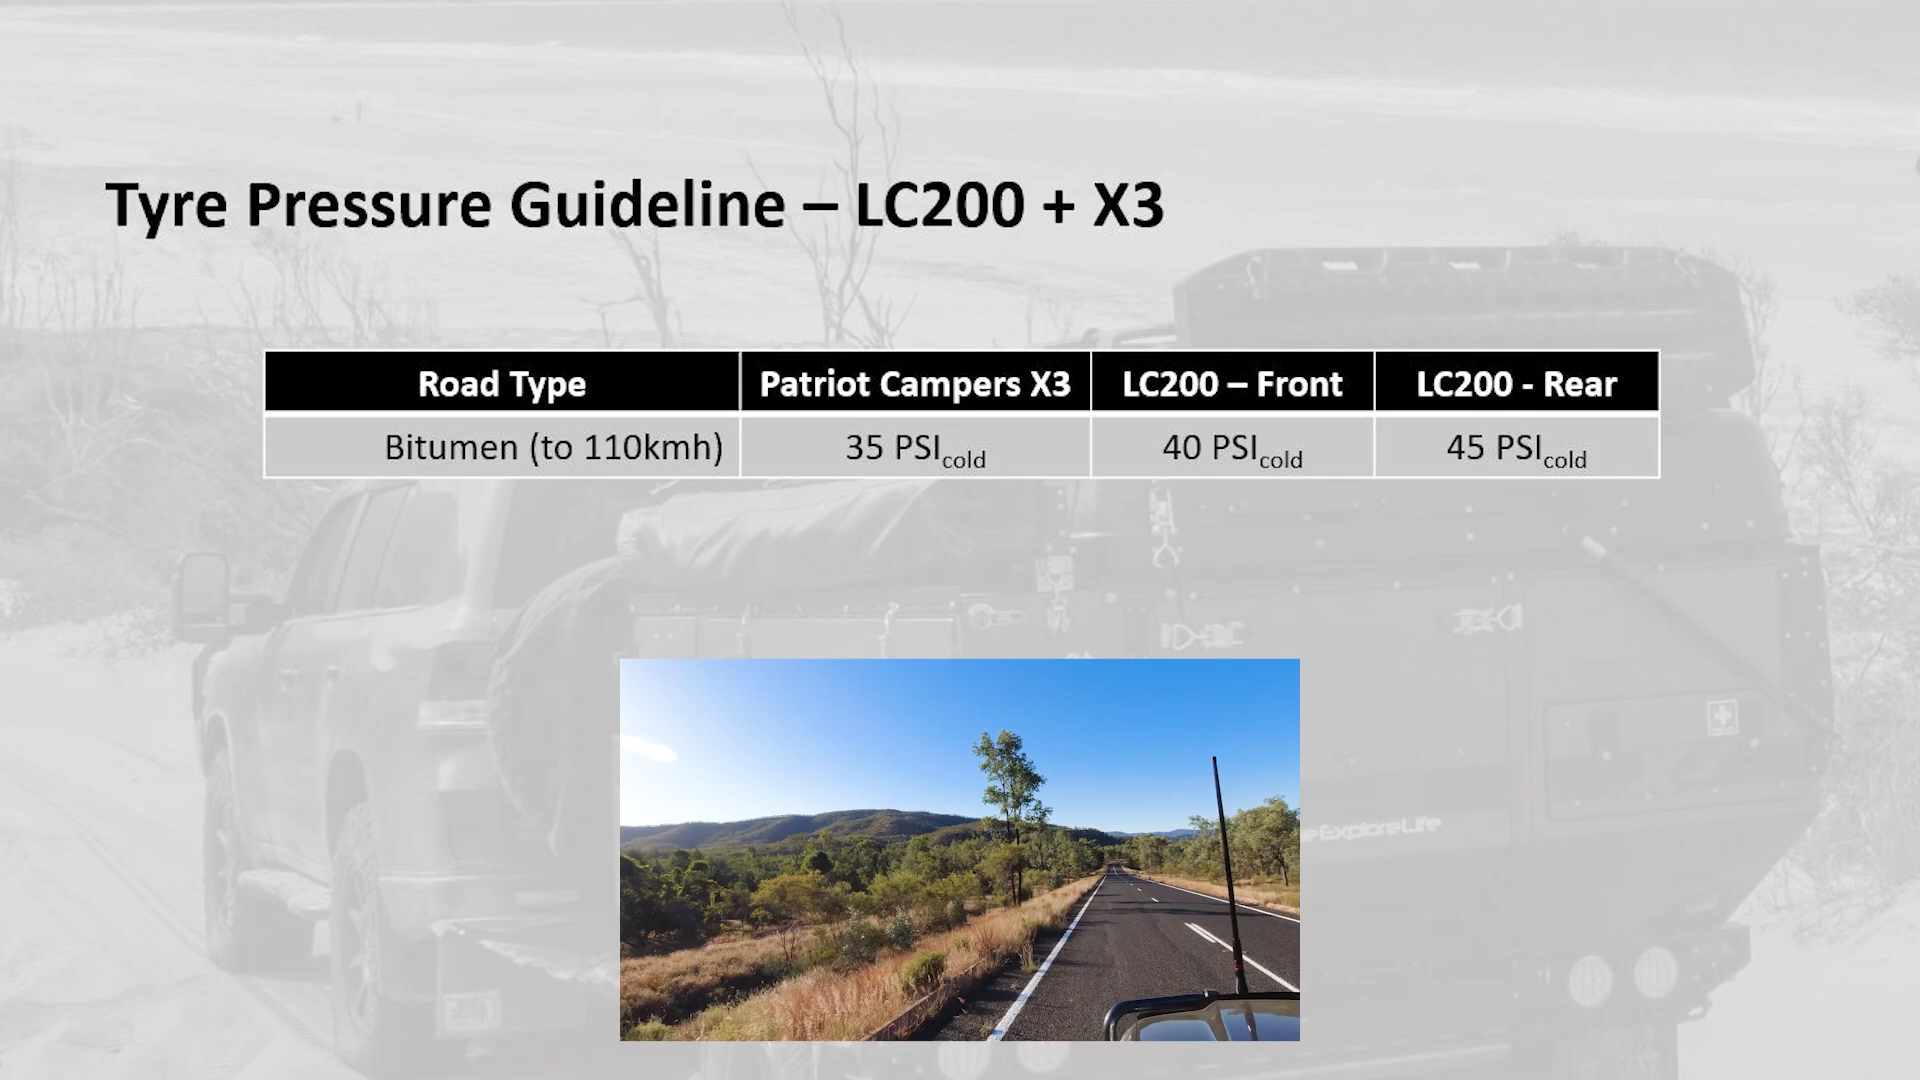 Tyre Pressure Guideline – LC200 + X3
Road Type Patriot Campers X3 LC200 – Front LC200 - Rear
Bitumen (to 110kmh) 35 PSIcold 40 PSIcold 45 PSIcold
ExploreLife